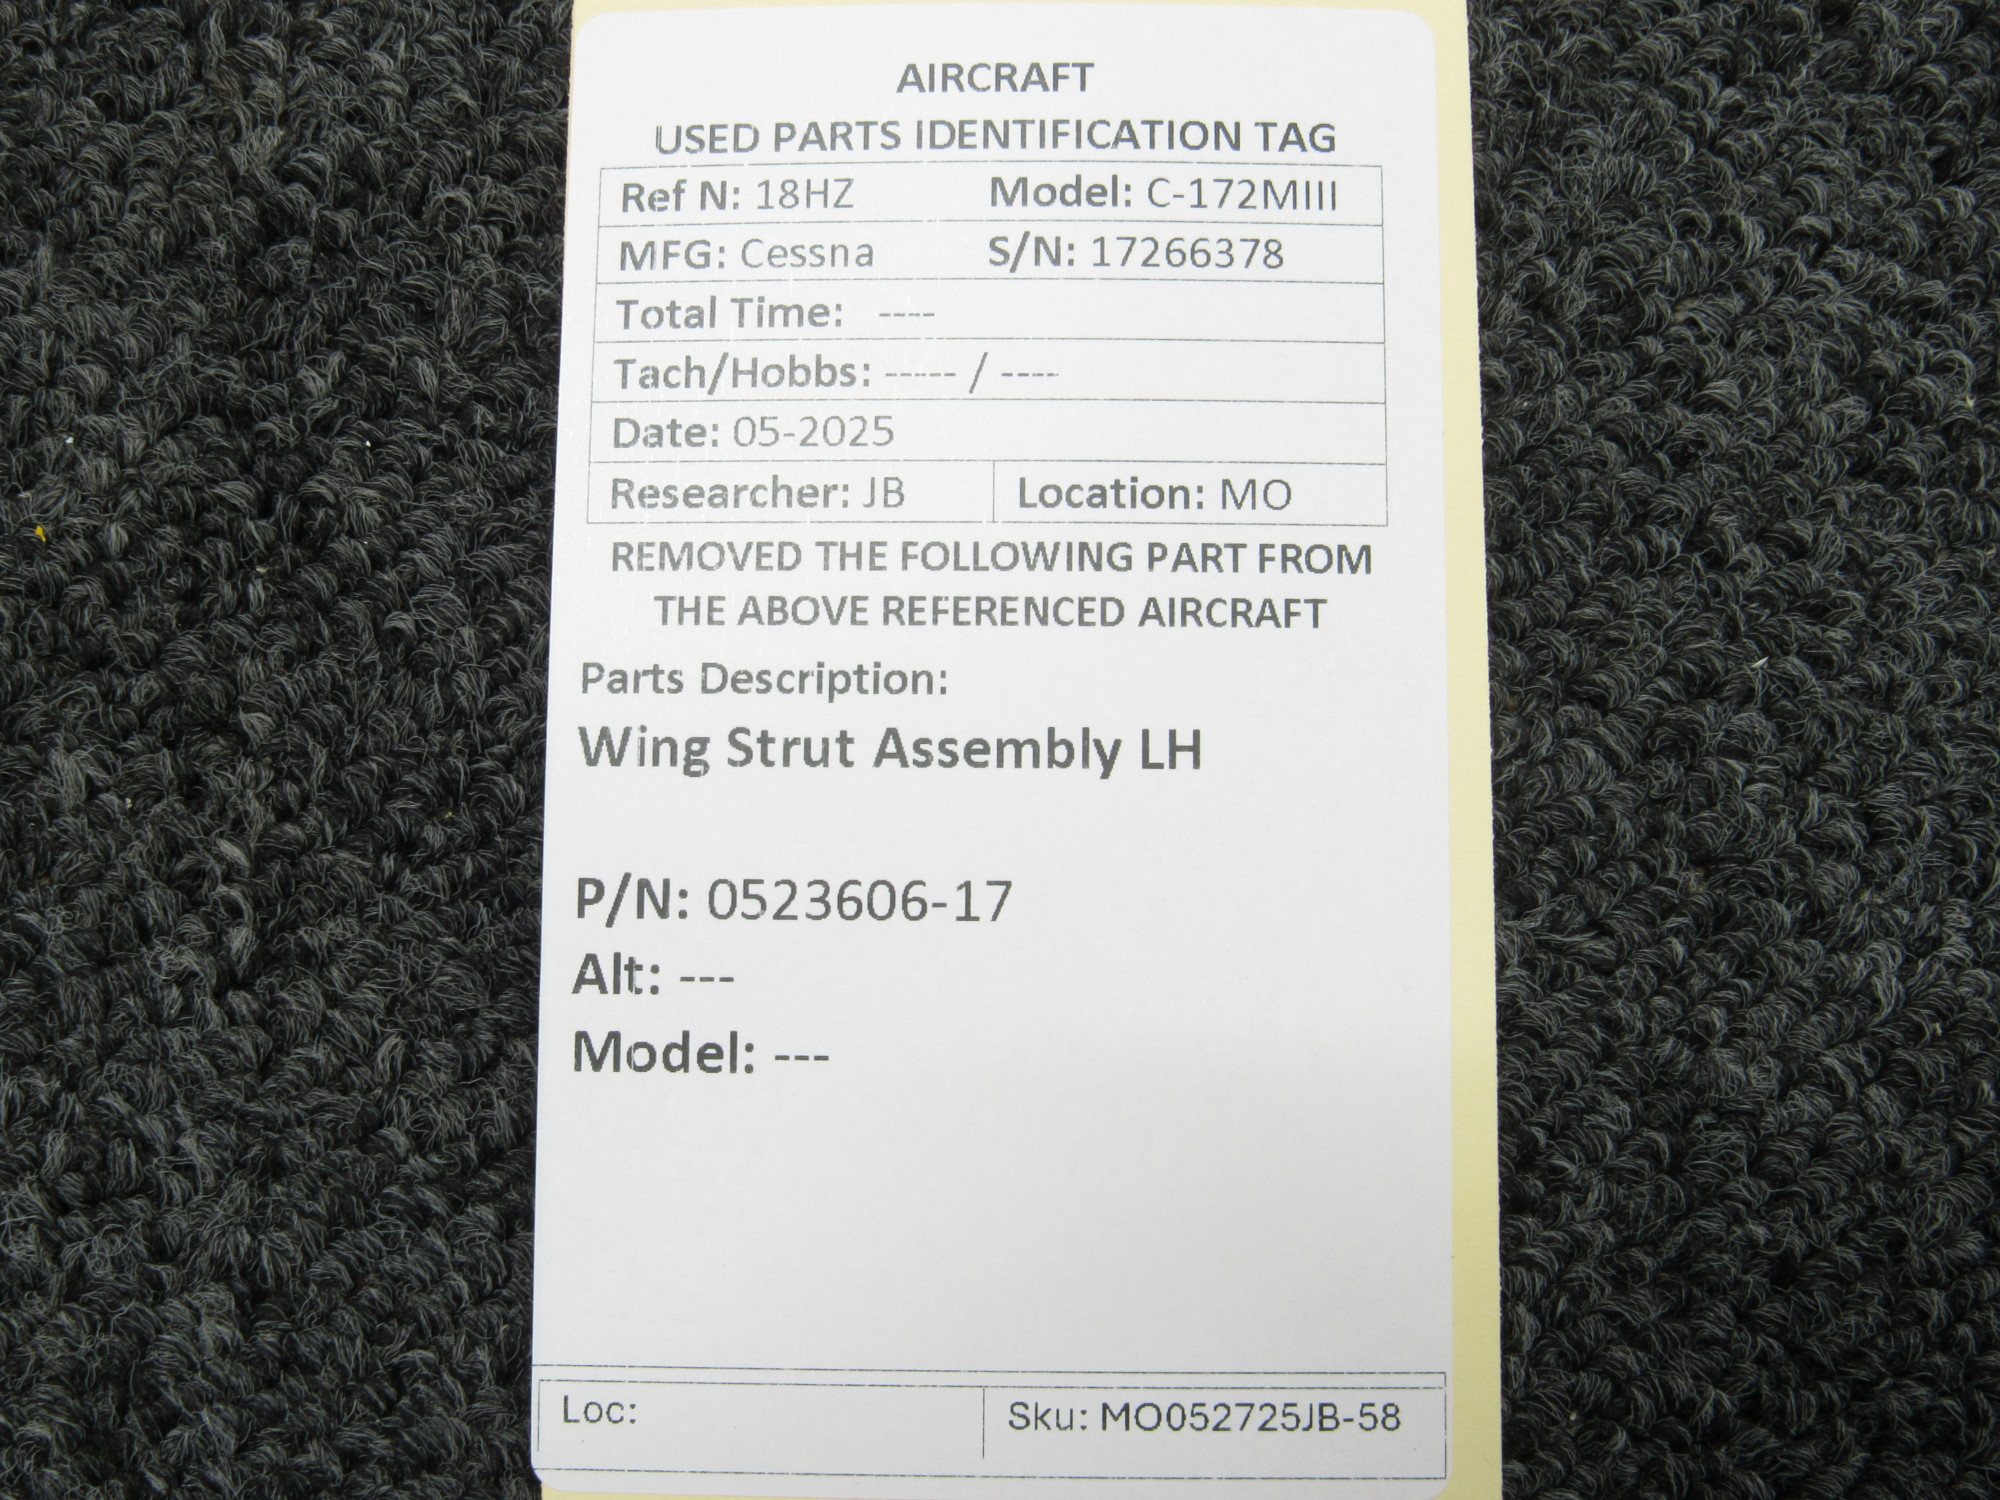 AIRCRAFT
USED PARTS IDENTIFICATION TAG
Ref N: 18HZ Model: C-172MIII
MFG: Cessna S/N: 17266378
Total Time: ----
Tach/Hobbs: ----- / ----
Date: 05-2025
Researcher: JB Location: MO
REMOVED THE FOLLOWING PART FROM
THE ABOVE REFERENCED AIRCRAFT
Parts Description:
Wing Strut Assembly LH
P/N: 0523606-17
Alt: ---
Model: ---
Loc: Sku: MO052725JB-58